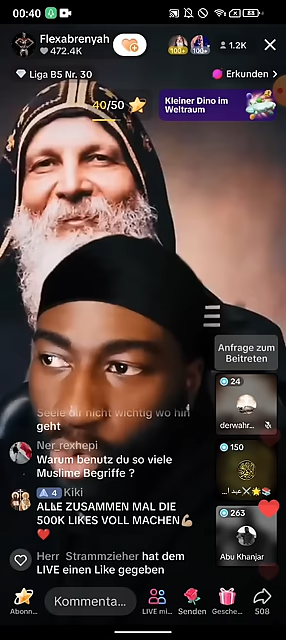 00:40
Flexabrenyah
472.4K
100+
100+
1.2K
Liga B5 Nr. 30
Erkunden
40/50
Kleiner Dino im
Weltraum
Anfrage zum
Beitreten
24
derwahr...
Seele dir nicht wichtig wo hin
geht
Ner_rexhepi
Warum benutz du so viele
Muslime Begriffe ?
150
4 Kiki
ALLE ZUSAMMEN MAL DIE
500K LIKES VOLL MACHEN💪🏼
❤️
263
Abu Khanjar
Herr Strammzieher hat dem
LIVE einen Like gegeben
Abonn...
Kommenta...
LIVE mi...
Senden
Gesche...
508